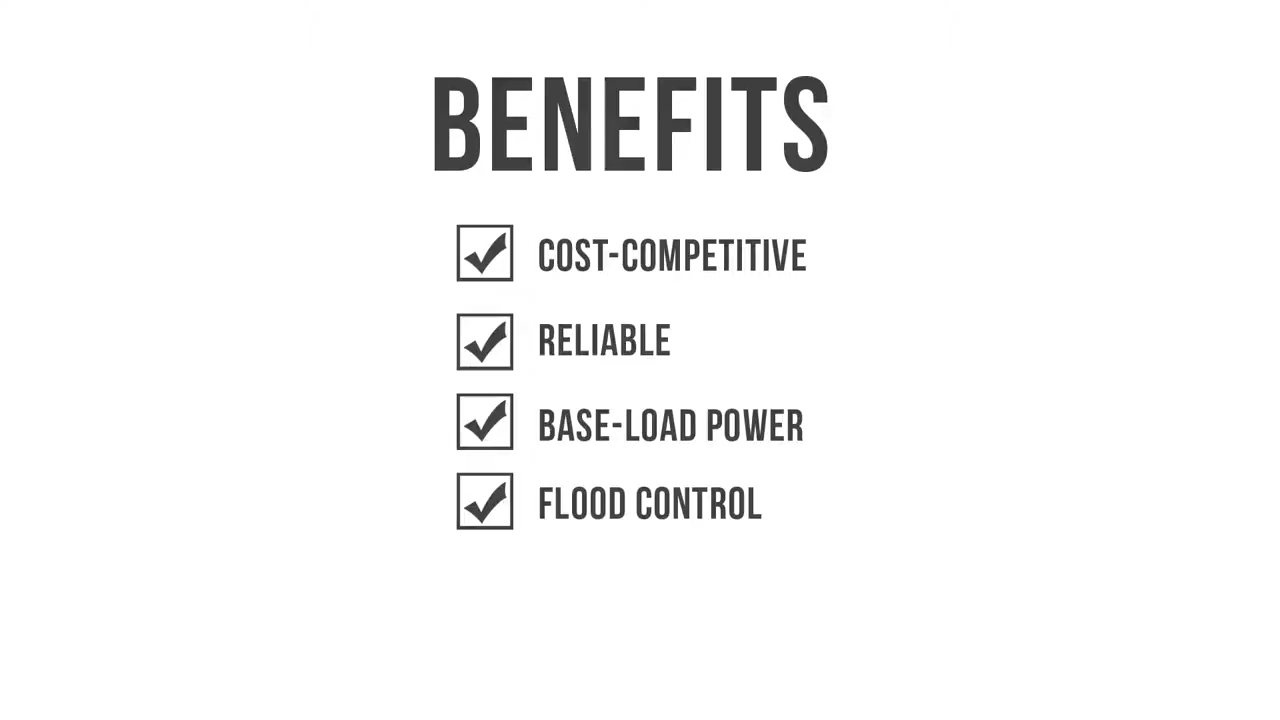 BENEFITS
COST-COMPETITIVE
RELIABLE
BASE-LOAD POWER
FLOOD CONTROL